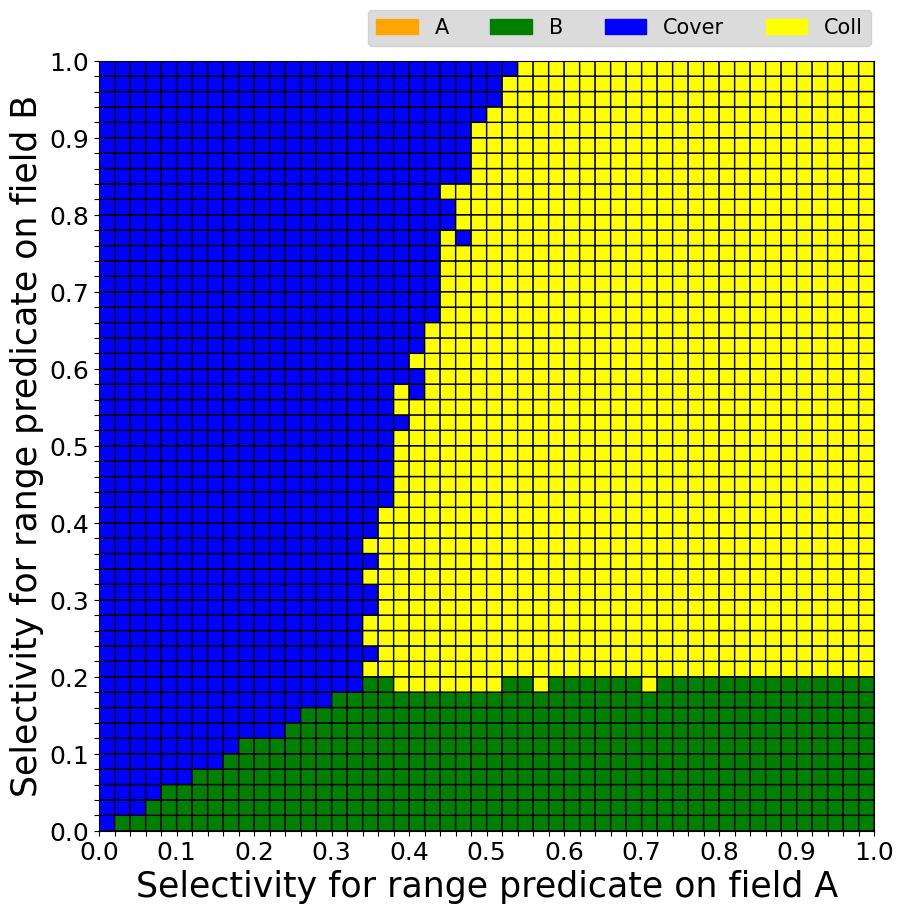 A B Cover Coll
Selectivity for range predicate on field B
1.0
0.9
0.8
0.7
0.6
0.5
0.4
0.3
0.2
0.1
0.0
0.0 0.1 0.2 0.3 0.4 0.5 0.6 0.7 0.8 0.9 1.0
Selectivity for range predicate on field A